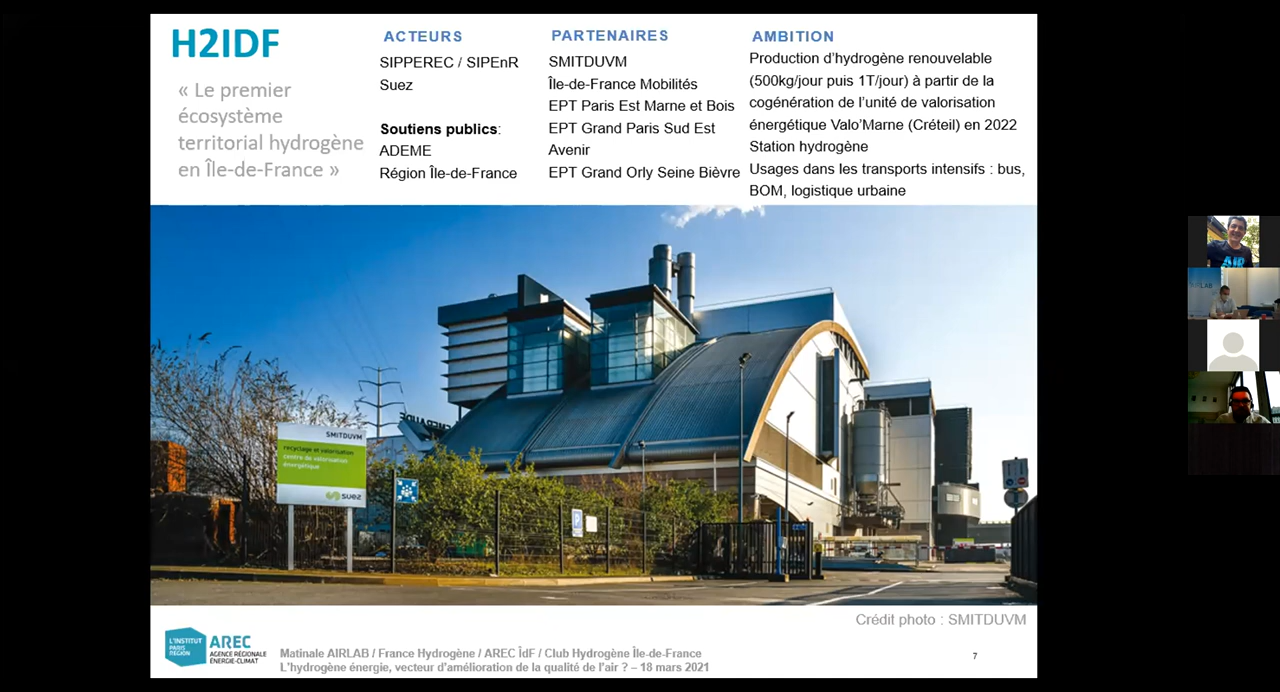 H2IDF
« Le premier
écosystème
territorial hydrogène
en Île-de-France »
ACTEURS
SIPPEREC / SIPEnR
Suez
Soutiens publics:
ADEME
Région Île-de-France
PARTENAIRES
SMITDUVM
Île-de-France Mobilités
EPT Paris Est Marne et Bois
EPT Grand Paris Sud Est
Avenir
EPT Grand Orly Seine Bièvre
AMBITION
Production d'hydrogène renouvelable
(500kg/jour puis 1T/jour) à partir de la
cogénération de l'unité de valorisation
énergétique Valo'Marne (Créteil) en 2022
Station hydrogène
Usages dans les transports intensifs : bus,
BOM, logistique urbaine
SMITDUVM
recyclage et valorisation
centre de valorisation
énergétique
suez
P
AIR
Crédit photo : SMITDUVM
L'INSTITUT
PARIS
REGION
AREC
AGENCE RÉGIONALE
ÉNERGIE-CLIMAT
Matinale AIRLAB / France Hydrogène / AREC ÎdF / Club Hydrogène Île-de-France
L'hydrogène énergie, vecteur d'amélioration de la qualité de l'air ? – 18 mars 2021
7